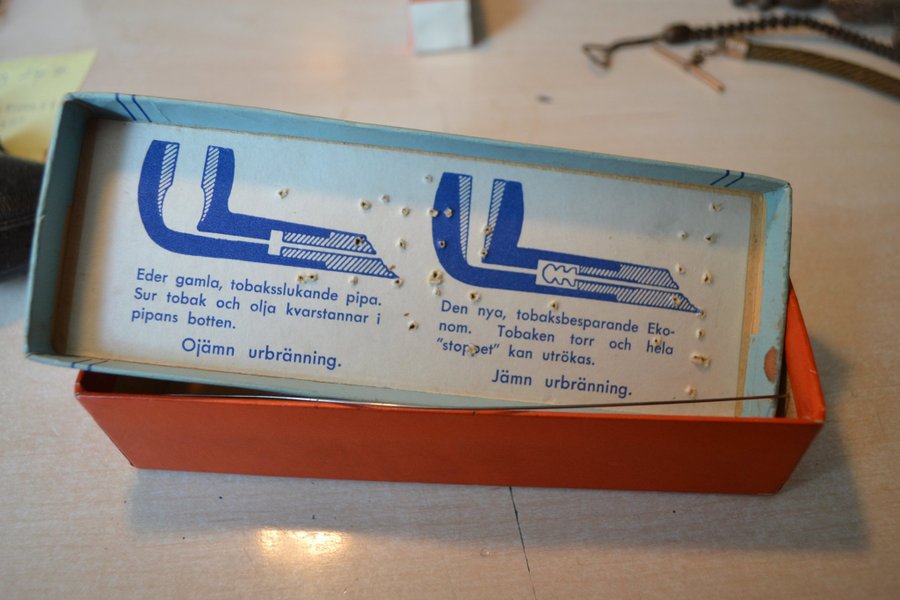 Eder gamla, tobaksslukande pipa.
Sur tobak och olja kvarstannar i
pipans botten.
Ojämn urbränning.
Den nya, tobaksbesparande Eko-
nom. Tobaken torr och hela
"stoppet" kan utrökas.
Jämn urbränning.